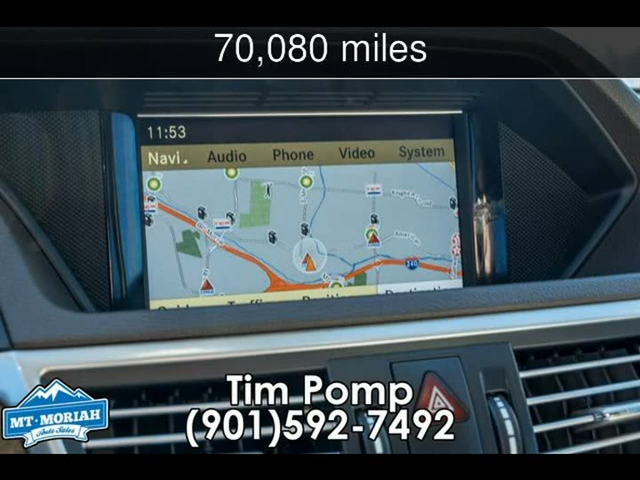 70,080 miles
11:53
Navi
Audio
Phone
Video
System
240
Tim Pomp
(901)592-7492
MT·MORIAH
Auto Sales